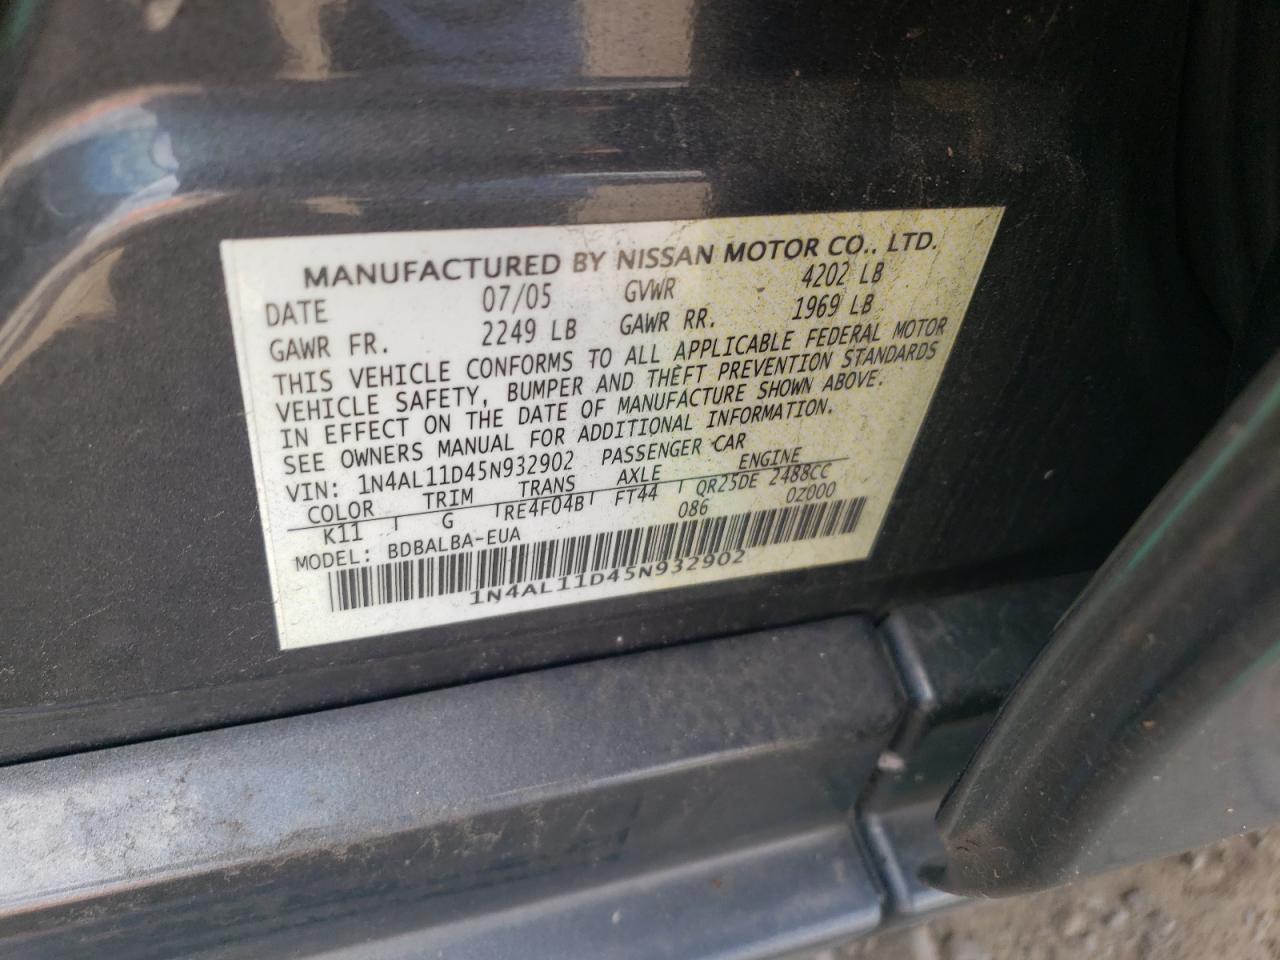 MANUFACTURED BY NISSAN MOTOR CO., LTD.
DATE 07/05 GVWR 4202 LB
GAWR FR. 2249 LB GAWR RR. 1969 LB
THIS VEHICLE CONFORMS TO ALL APPLICABLE FEDERAL MOTOR
VEHICLE SAFETY, BUMPER AND THEFT PREVENTION STANDARDS
IN EFFECT ON THE DATE OF MANUFACTURE SHOWN ABOVE.
SEE OWNERS MANUAL FOR ADDITIONAL INFORMATION.
VIN: 1N4AL11D45N932902 PASSENGER CAR
COLOR TRIM TRANS AXLE ENGINE
K11 G RE4F04B FT44 QR25DE 2488CC
MODEL: BDBALBA-EUA 086 0Z000
1N4AL11D45N932902